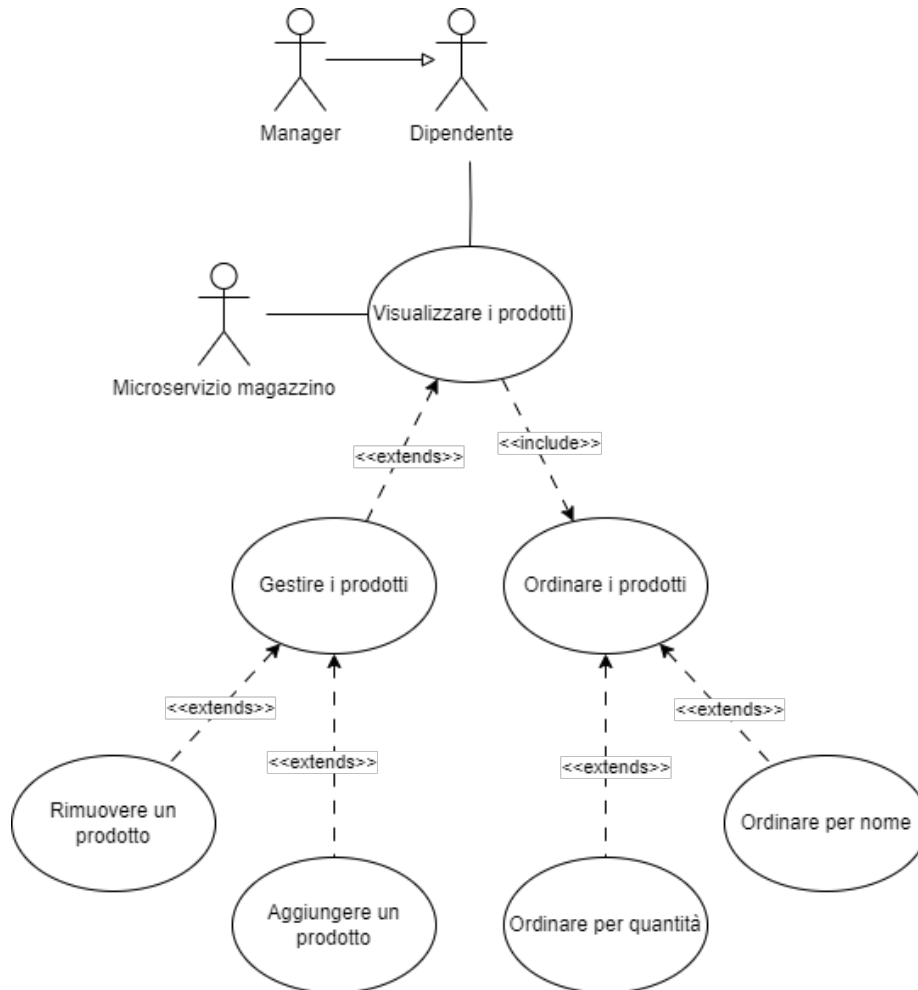 Manager
Dipendente
Visualizzare i prodotti
Microservizio magazzino
<<include>>
<<extends>>
Gestire i prodotti
Ordinare i prodotti
<<extends>>
<<extends>>
<<extends>>
<<extends>>
Rimuovere un
prodotto
Ordinare per nome
Aggiungere un
prodotto
Ordinare per quantità